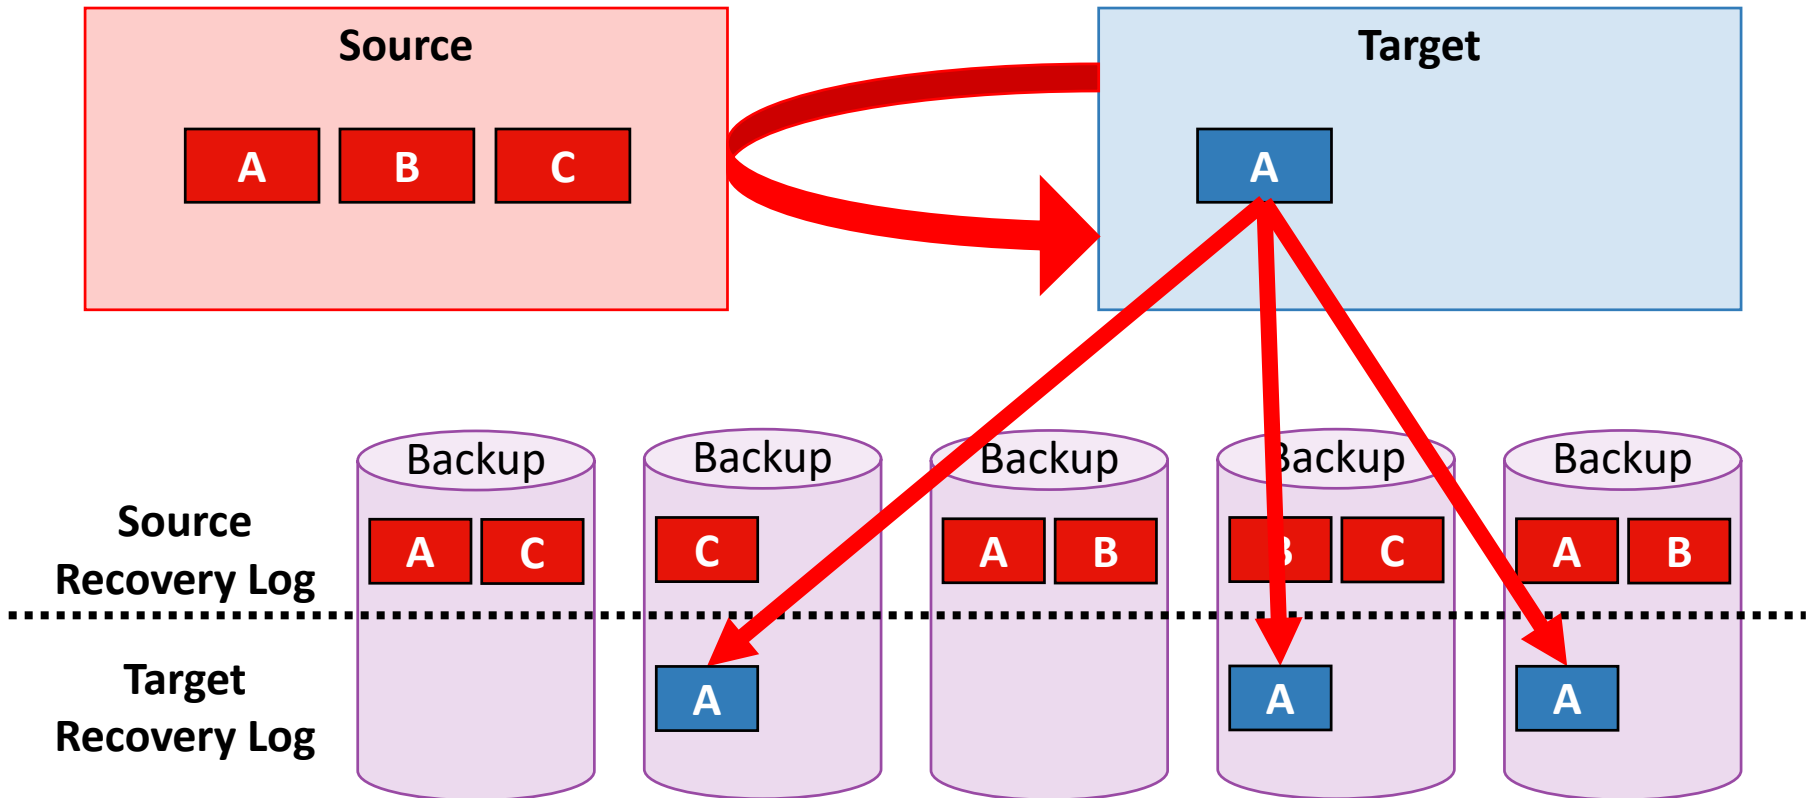 Source
Target
A B C
A
Backup Backup Backup Backup Backup
Source
Recovery Log
A C C A B B C A B
Target
Recovery Log
A A A